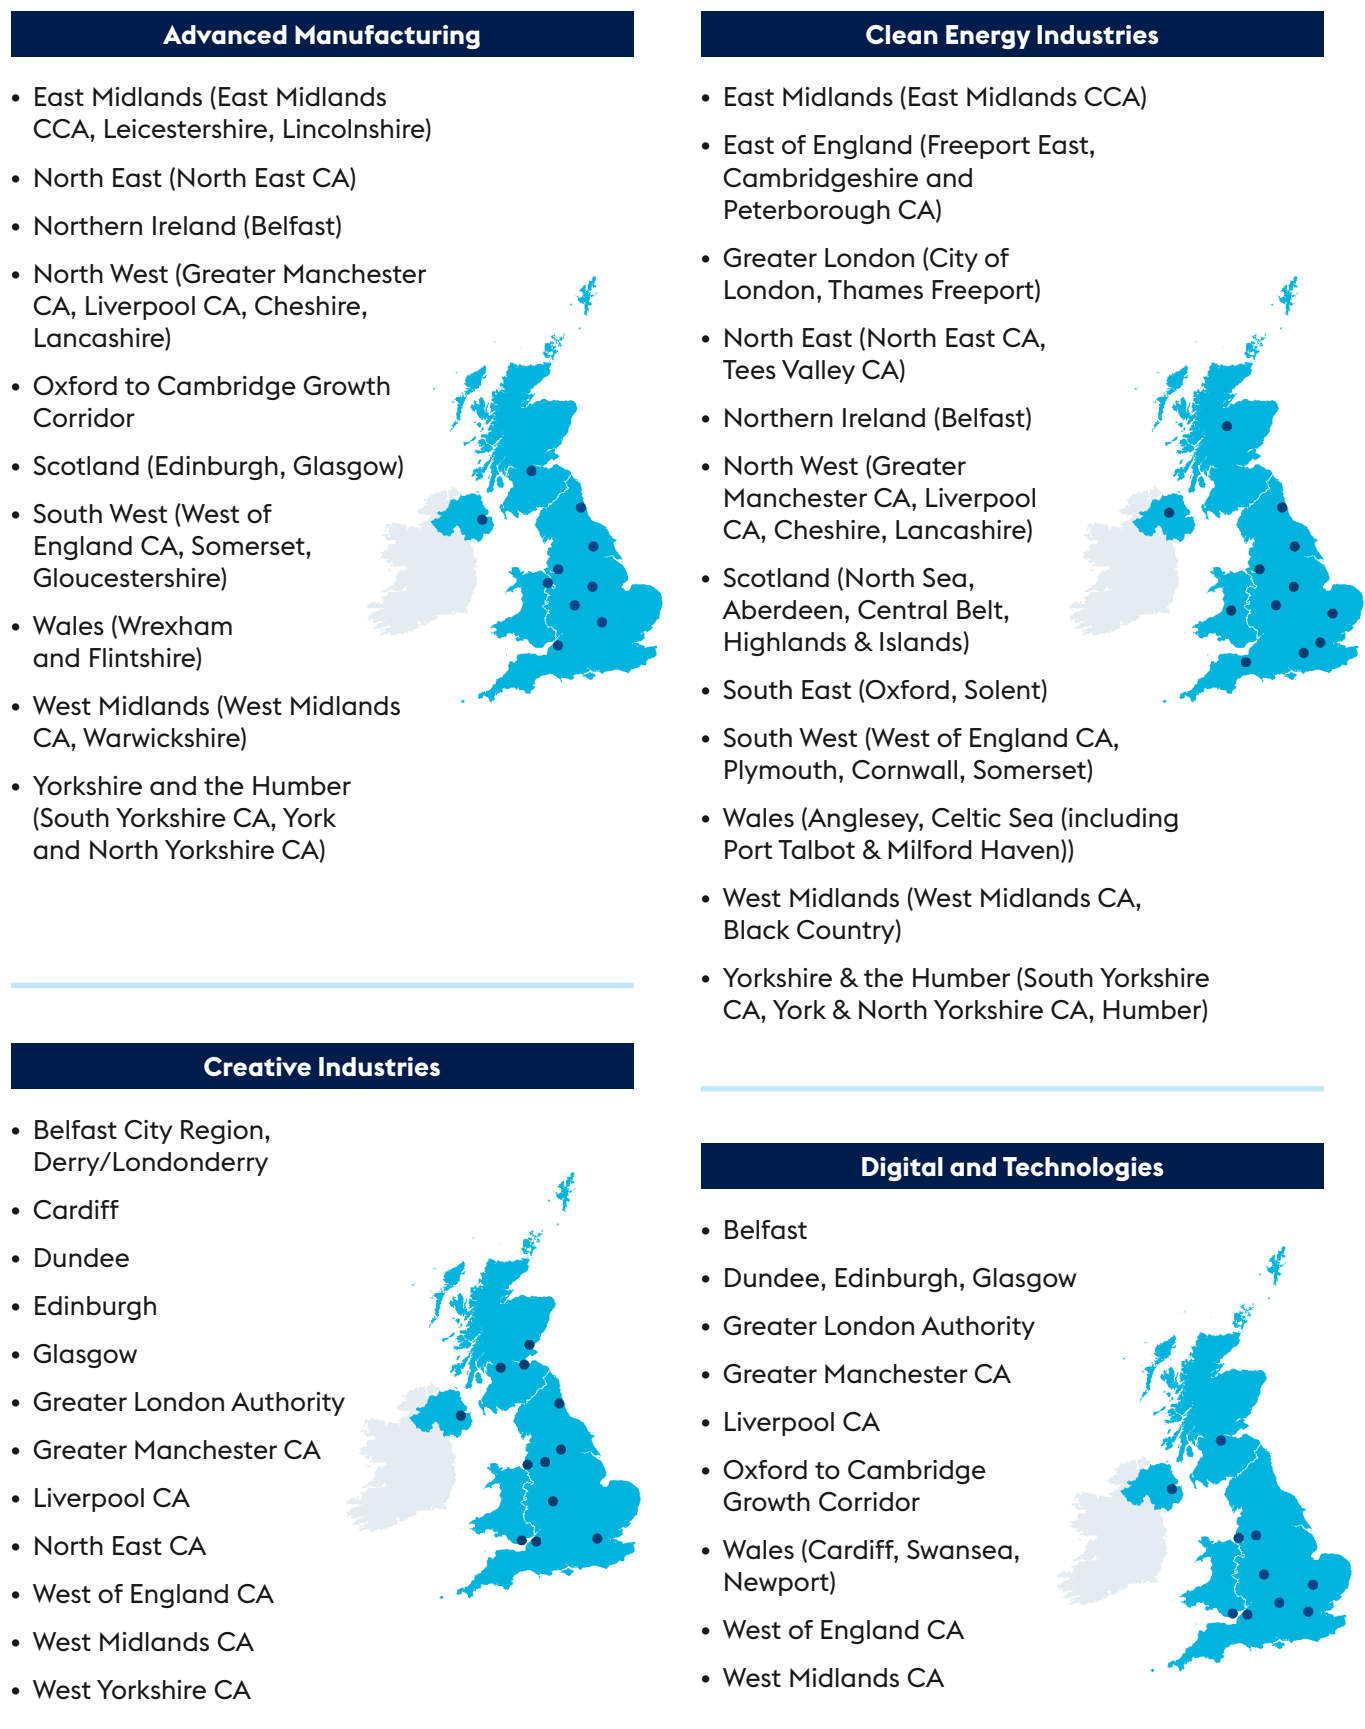 Advanced Manufacturing
• East Midlands (East Midlands
CCA, Leicestershire, Lincolnshire)
• North East (North East CA)
• Northern Ireland (Belfast)
• North West (Greater Manchester
CA, Liverpool CA, Cheshire,
Lancashire)
• Oxford to Cambridge Growth
Corridor
• Scotland (Edinburgh, Glasgow)
• South West (West of
England CA, Somerset,
Gloucestershire)
• Wales (Wrexham
and Flintshire)
• West Midlands (West Midlands
CA, Warwickshire)
• Yorkshire and the Humber
(South Yorkshire CA, York
and North Yorkshire CA)
Clean Energy Industries
• East Midlands (East Midlands CCA)
• East of England (Freeport East,
Cambridgeshire and
Peterborough CA)
• Greater London (City of
London, Thames Freeport)
• North East (North East CA,
Tees Valley CA)
• Northern Ireland (Belfast)
• North West (Greater
Manchester CA, Liverpool
CA, Cheshire, Lancashire)
• Scotland (North Sea,
Aberdeen, Central Belt,
Highlands & Islands)
• South East (Oxford, Solent)
• South West (West of England CA,
Plymouth, Cornwall, Somerset)
• Wales (Anglesey, Celtic Sea (including
Port Talbot & Milford Haven))
• West Midlands (West Midlands CA,
Black Country)
• Yorkshire & the Humber (South Yorkshire
CA, York & North Yorkshire CA, Humber)
Creative Industries
• Belfast City Region,
Derry/Londonderry
• Cardiff
• Dundee
• Edinburgh
• Glasgow
• Greater London Authority
• Greater Manchester CA
• Liverpool CA
• North East CA
• West of England CA
• West Midlands CA
• West Yorkshire CA
Digital and Technologies
• Belfast
• Dundee, Edinburgh, Glasgow
• Greater London Authority
• Greater Manchester CA
• Liverpool CA
• Oxford to Cambridge
Growth Corridor
• Wales (Cardiff, Swansea,
Newport)
• West of England CA
• West Midlands CA